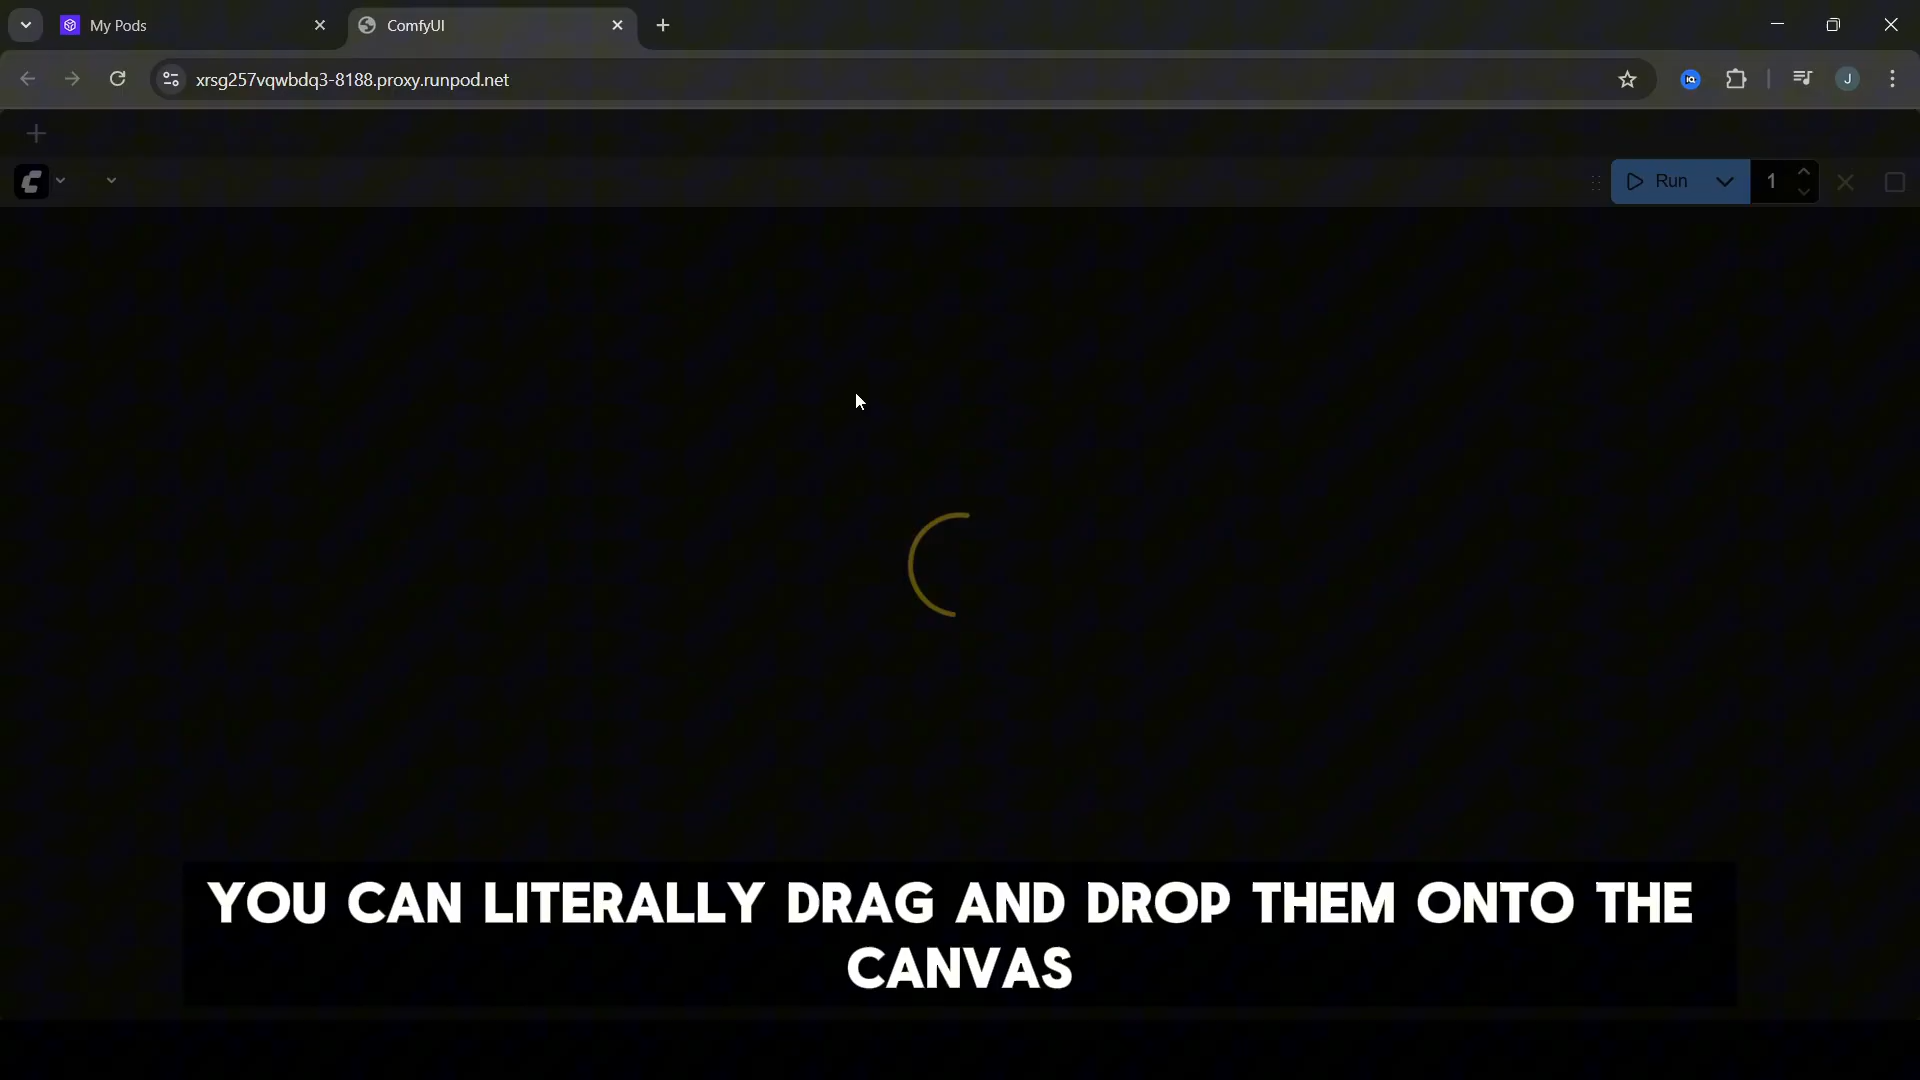 My Pods
ComfyUI
xrsg257vqwbdq3-8188.proxy.runpod.net
J
Run
1
YOU CAN LITERALLY DRAG AND DROP THEM ONTO THE
CANVAS